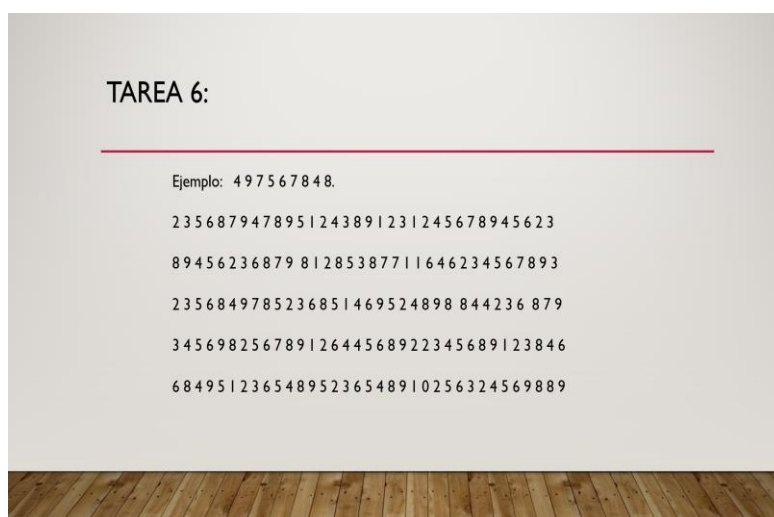 TAREA 6:
Ejemplo: 4 9 7 5 6 7 8 4 8.
2 3 5 6 8 7 9 4 7 8 9 5 1 2 4 3 8 9 1 2 3 1 2 4 5 6 7 8 9 4 5 6 2 3
8 9 4 5 6 2 3 6 8 7 9 8 1 2 8 5 3 8 7 7 1 1 6 4 6 2 3 4 5 6 7 8 9 3
2 3 5 6 8 4 9 7 8 5 2 3 6 8 5 1 4 6 9 5 2 4 8 9 8 8 4 4 2 3 6 8 7 9
3 4 5 6 9 8 2 5 6 7 8 9 1 2 6 4 4 5 6 8 9 2 2 3 4 5 6 8 9 1 2 3 8 4 6
6 8 4 9 5 1 2 3 6 5 4 8 9 5 2 3 6 5 4 8 9 1 0 2 5 6 3 2 4 5 6 9 8 8 9